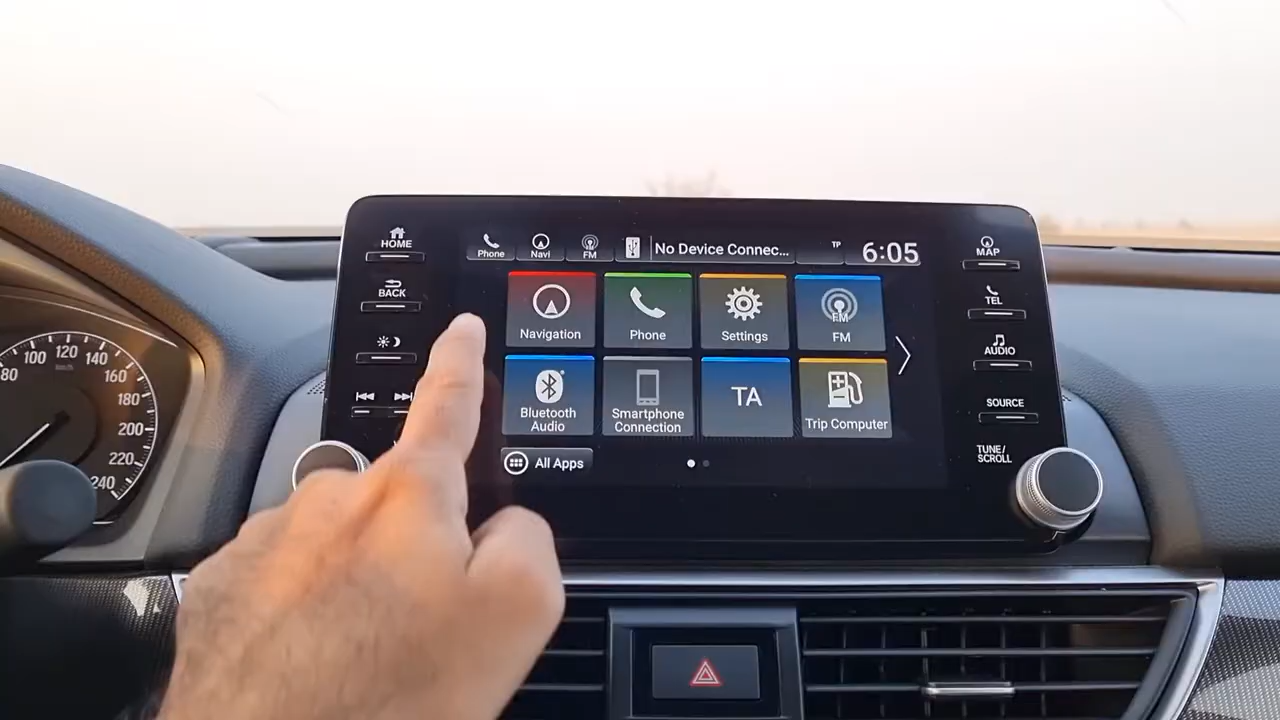 HOME
BACK
Phone
Navi
FM
No Device Connec...
TP
6:05
Navigation
Phone
Settings
FM
FM
Bluetooth
Audio
Smartphone
Connection
TA
Trip Computer
All Apps
MAP
TEL
AUDIO
SOURCE
TUNE/
SCROLL
80
100
120
140
160
180
200
220
240
km/h